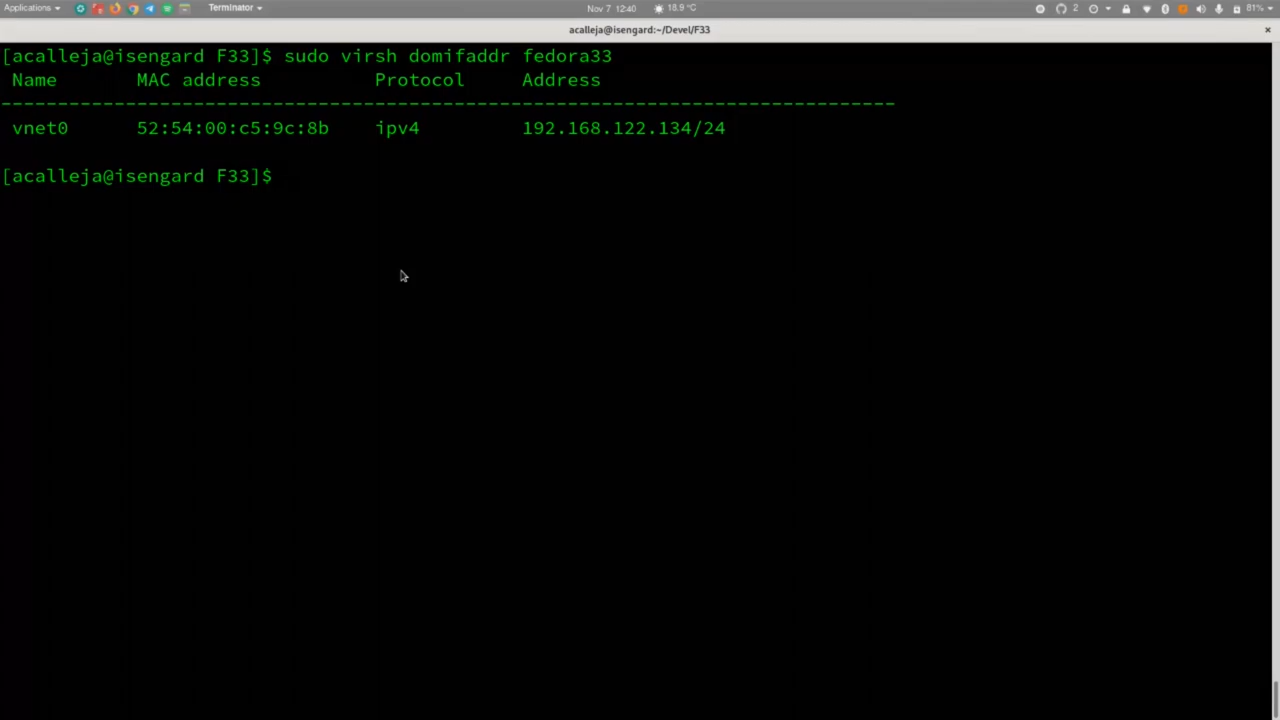 Applications Terminator Nov 7 12:40 18.9 °C 2 81%
acalleja@isengard:~/Devel/F33
[acalleja@isengard F33]$ sudo virsh domifaddr fedora33
Name MAC address Protocol Address
-------------------------------------------------------------------------------
vnet0 52:54:00:c5:9c:8b ipv4 192.168.122.134/24
[acalleja@isengard F33]$